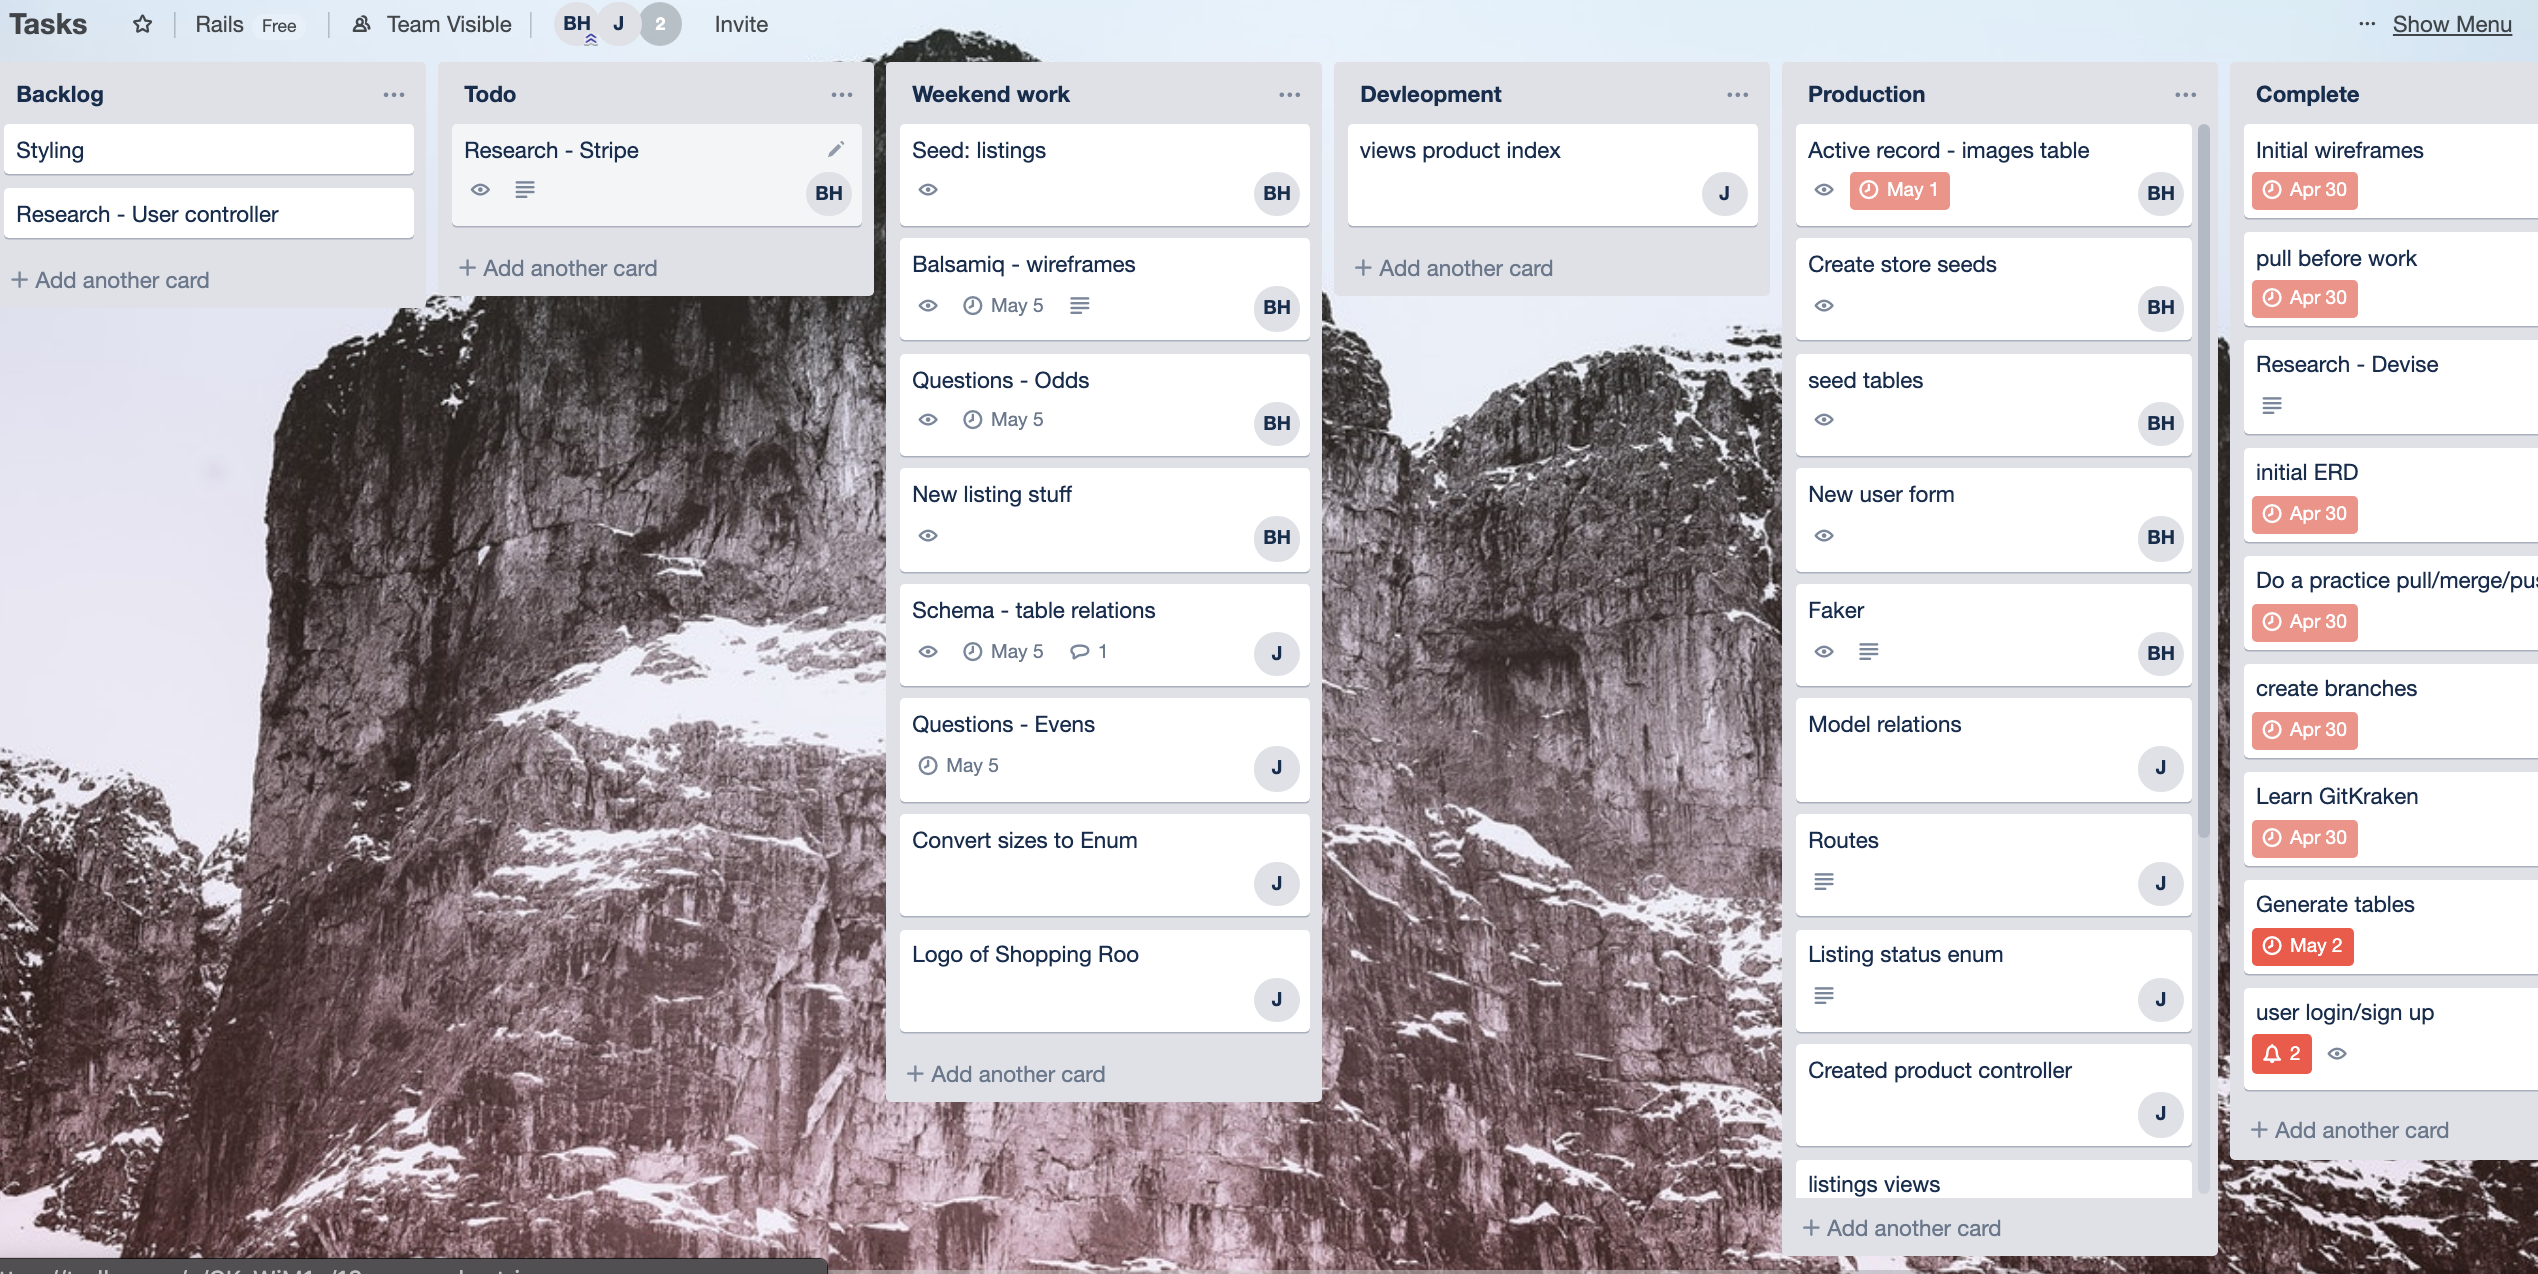 Tasks
Rails Free
Team Visible
BH J 2
Invite
Show Menu
Backlog
Styling
Research - User controller
+ Add another card
Todo
Research - Stripe
BH
+ Add another card
Weekend work
Seed: listings
BH
Balsamiq - wireframes
May 5
BH
Questions - Odds
May 5
BH
New listing stuff
BH
Schema - table relations
May 5 1
J
Questions - Evens
May 5
J
Convert sizes to Enum
J
Logo of Shopping Roo
J
+ Add another card
Devleopment
views product index
J
+ Add another card
Production
Active record - images table
May 1
BH
Create store seeds
BH
seed tables
BH
New user form
BH
Faker
BH
Model relations
J
Routes
J
Listing status enum
J
Created product controller
J
listings views
+ Add another card
Complete
Initial wireframes
Apr 30
pull before work
Apr 30
Research - Devise
initial ERD
Apr 30
Do a practice pull/merge/pus
Apr 30
create branches
Apr 30
Learn GitKraken
Apr 30
Generate tables
May 2
user login/sign up
2
+ Add another card